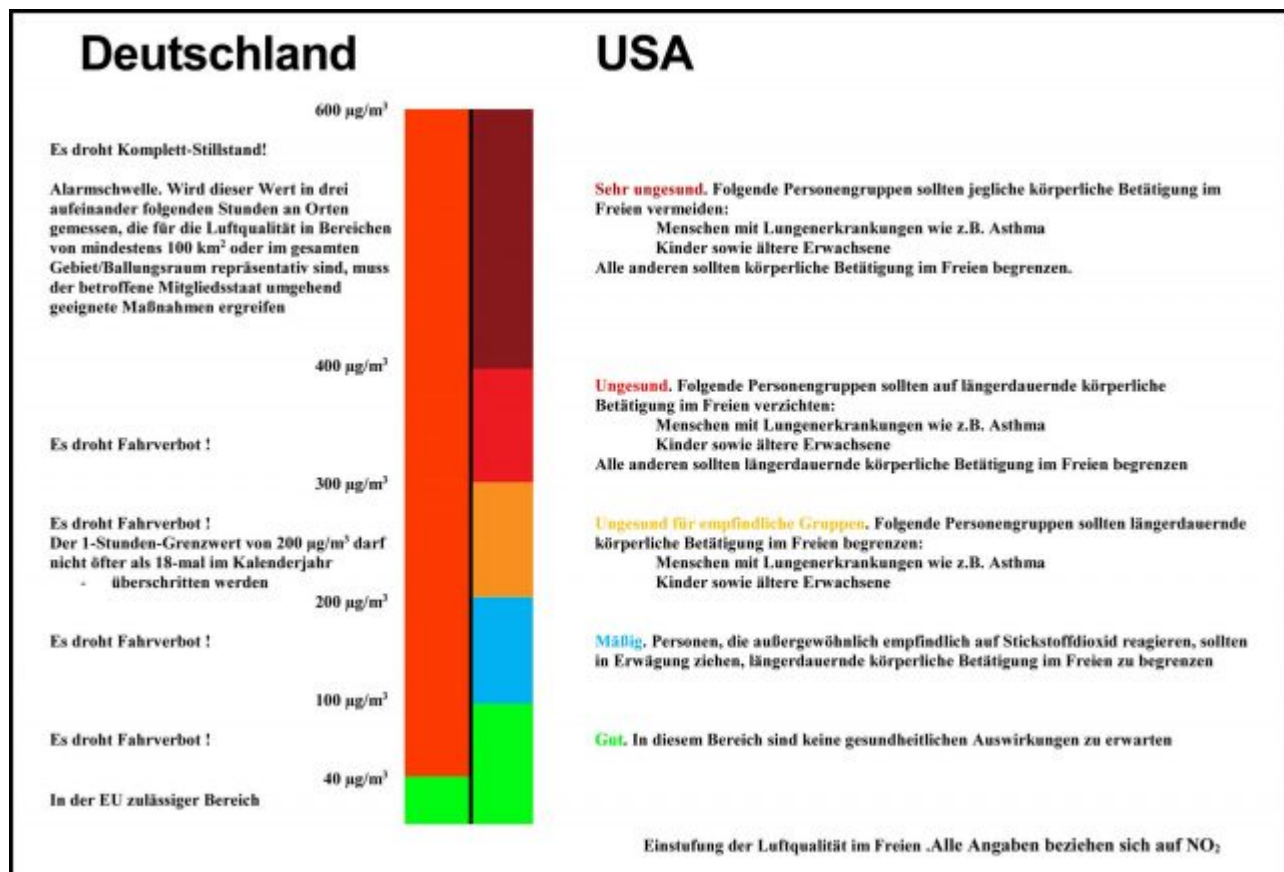 Deutschland
USA
600 µg/m³
Es droht Komplett-Stillstand!
Alarmschwelle. Wird dieser Wert in drei
aufeinander folgenden Stunden an Orten
gemessen, die für die Luftqualität in Bereichen
von mindestens 100 km² oder im gesamten
Gebiet/Ballungsraum repräsentativ sind, muss
der betroffene Mitgliedsstaat umgehend
geeignete Maßnahmen ergreifen
Sehr ungesund. Folgende Personengruppen sollten jegliche körperliche Betätigung im
Freien vermeiden:
Menschen mit Lungenerkrankungen wie z.B. Asthma
Kinder sowie ältere Erwachsene
Alle anderen sollten körperliche Betätigung im Freien begrenzen.
400 µg/m³
Es droht Fahrverbot !
Ungesund. Folgende Personengruppen sollten auf längerdauernde körperliche
Betätigung im Freien verzichten:
Menschen mit Lungenerkrankungen wie z.B. Asthma
Kinder sowie ältere Erwachsene
Alle anderen sollten längerdauernde körperliche Betätigung im Freien begrenzen
300 µg/m³
Es droht Fahrverbot !
Der 1-Stunden-Grenzwert von 200 µg/m³ darf
nicht öfter als 18-mal im Kalenderjahr
- überschritten werden
Ungesund für empfindliche Gruppen. Folgende Personengruppen sollten längerdauernde
körperliche Betätigung im Freien begrenzen:
Menschen mit Lungenerkrankungen wie z.B. Asthma
Kinder sowie ältere Erwachsene
200 µg/m³
Es droht Fahrverbot !
Mäßig. Personen, die außergewöhnlich empfindlich auf Stickstoffdioxid reagieren, sollten
in Erwägung ziehen, längerdauernde körperliche Betätigung im Freien zu begrenzen
100 µg/m³
Es droht Fahrverbot !
Gut. In diesem Bereich sind keine gesundheitlichen Auswirkungen zu erwarten
40 µg/m³
In der EU zulässiger Bereich
Einstufung der Luftqualität im Freien .Alle Angaben beziehen sich auf NO₂